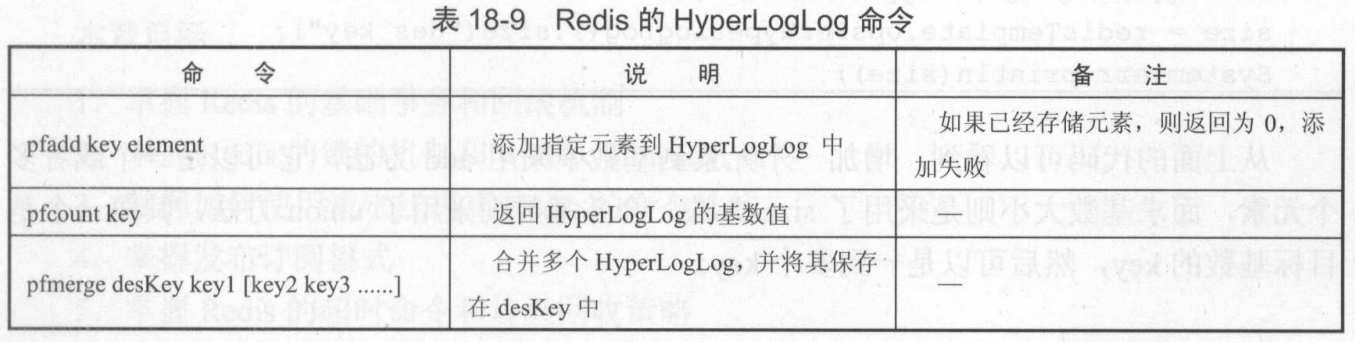 表 18-9 Redis 的 HyperLogLog 命令
命 令 说 明 备 注
pfadd key element 添加指定元素到 HyperLogLog 中 如果已经存储元素，则返回为 0，添
加失败
pfcount key 返回 HyperLogLog 的基数值 —
pfmerge desKey key1 [key2 key3 ......] 合并多个 HyperLogLog，并将其保存
在 desKey 中 —